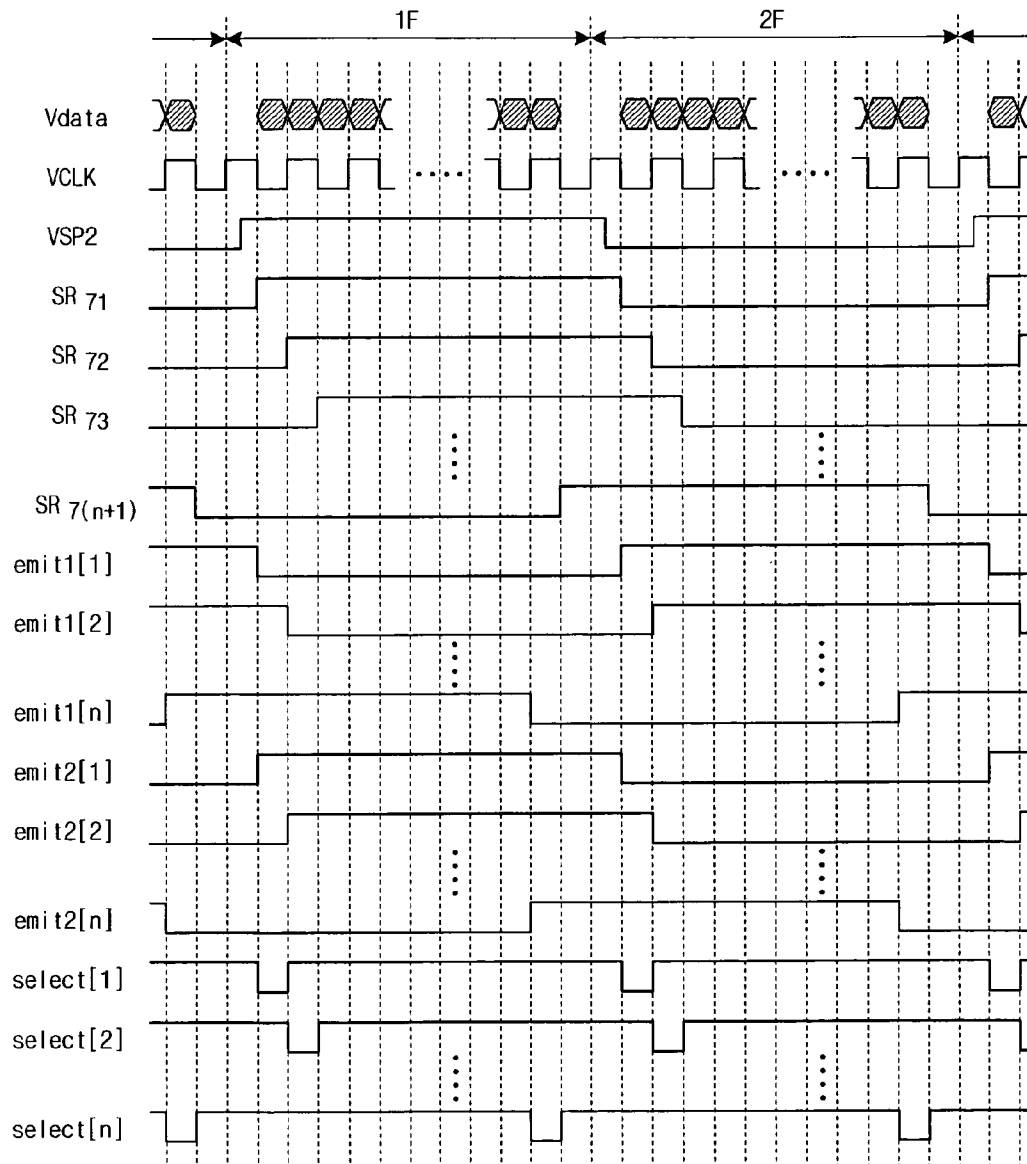 1F 2F
Vdata
VCLK
VSP2
SR 71
SR 72
SR 73
SR 7(n+1)
emit1[1]
emit1[2]
emit1[n]
emit2[1]
emit2[2]
emit2[n]
select[1]
select[2]
select[n]